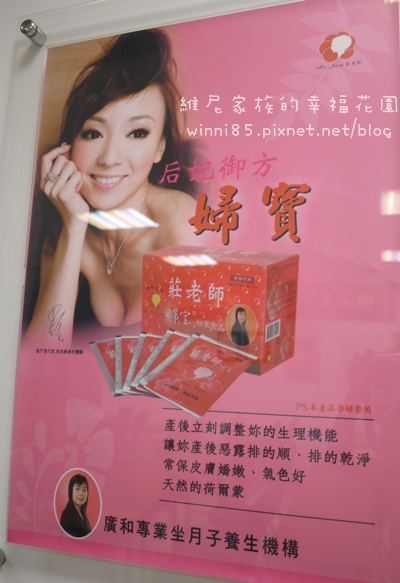 維尼家族的幸福花園
winni85.pixnet.net/blog
后妃御方
婦寶
莊老師
婦宝
PS.本產品孕婦禁用
產後立刻調整妳的生理機能
讓妳產後惡露排的順、排的乾淨
常保皮膚嬌嫩、氣色好
天然的荷爾蒙
廣和專業坐月子養生機構